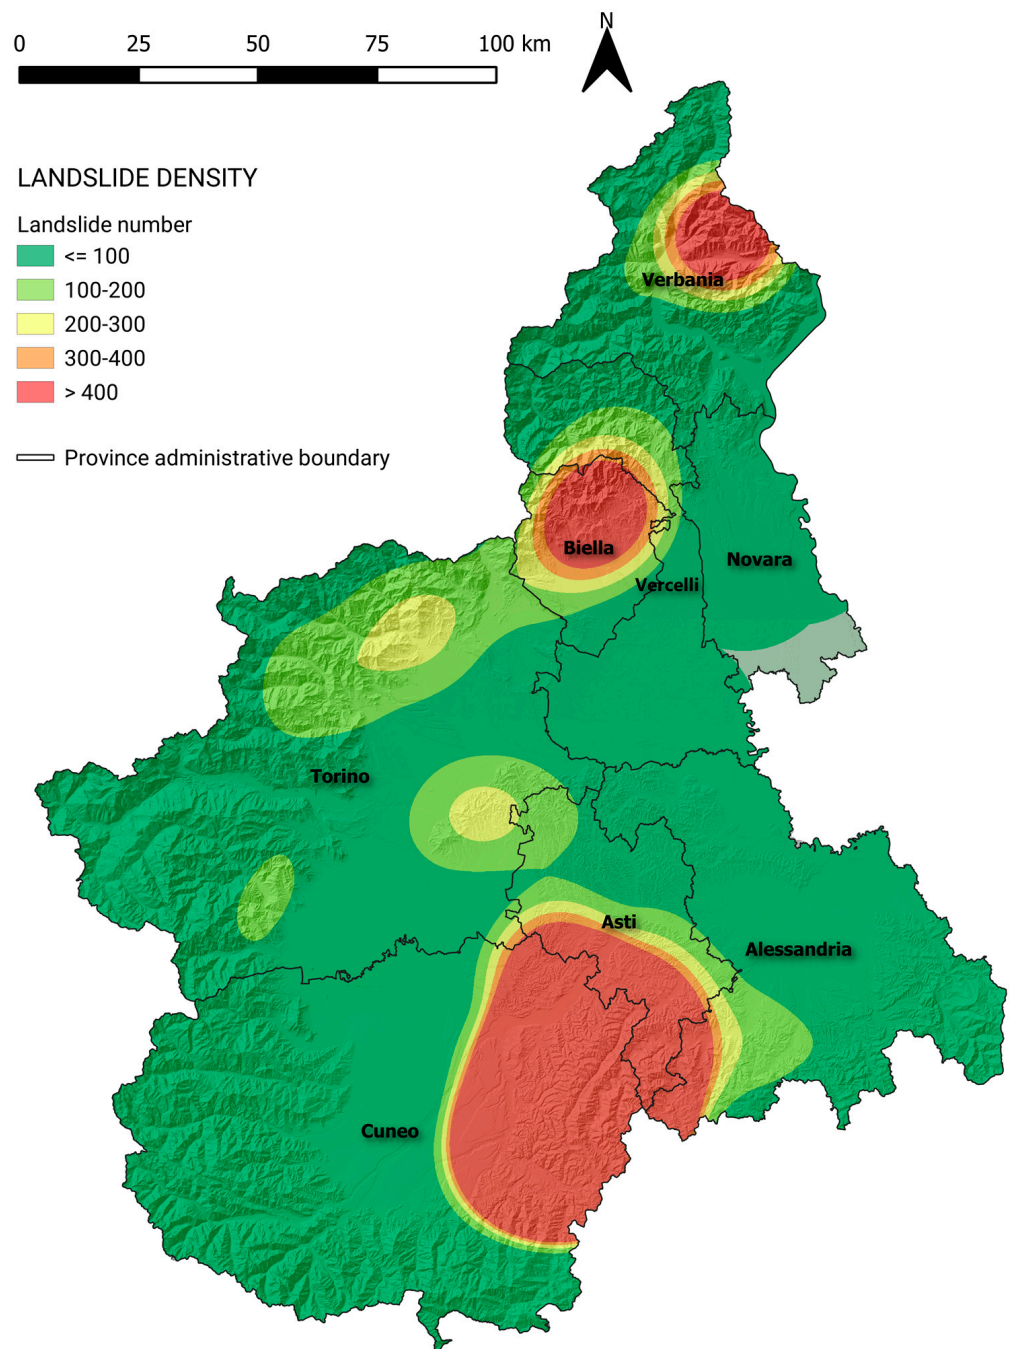 0 25 50 75 100 km
N
LANDSLIDE DENSITY
Landslide number
<= 100
100-200
200-300
300-400
> 400
Province administrative boundary
Verbania
Biella
Novara
Vercelli
Torino
Asti
Alessandria
Cuneo